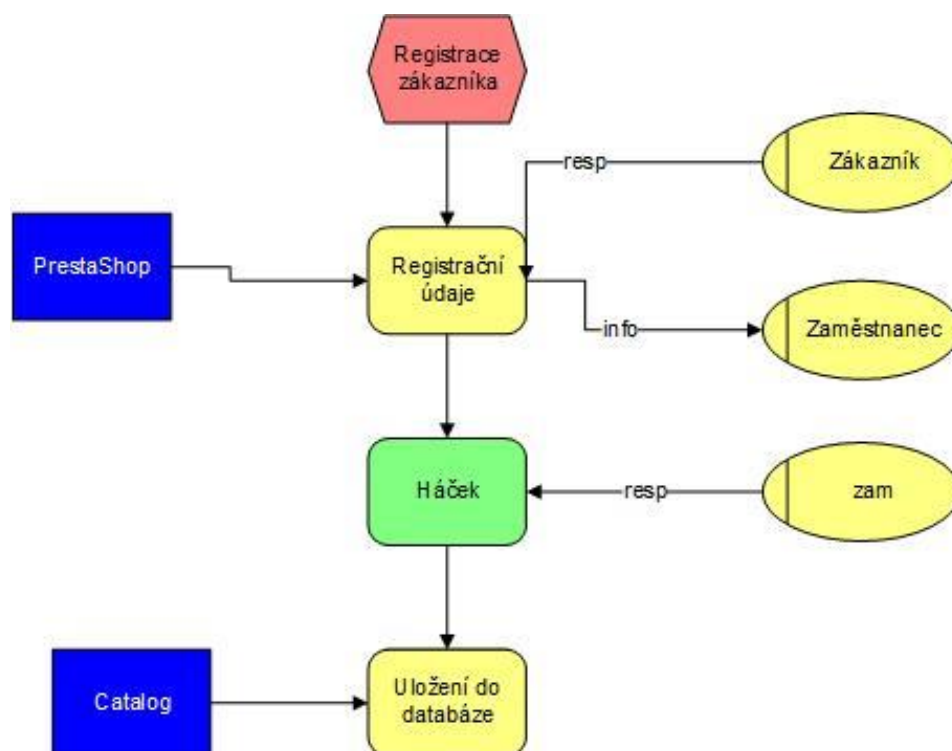 Registrace
zákazníka
resp
Zákazník
PrestaShop
Registrační
údaje
info
Zaměstnanec
Háček
resp
zam
Catalog
Uložení do
databáze